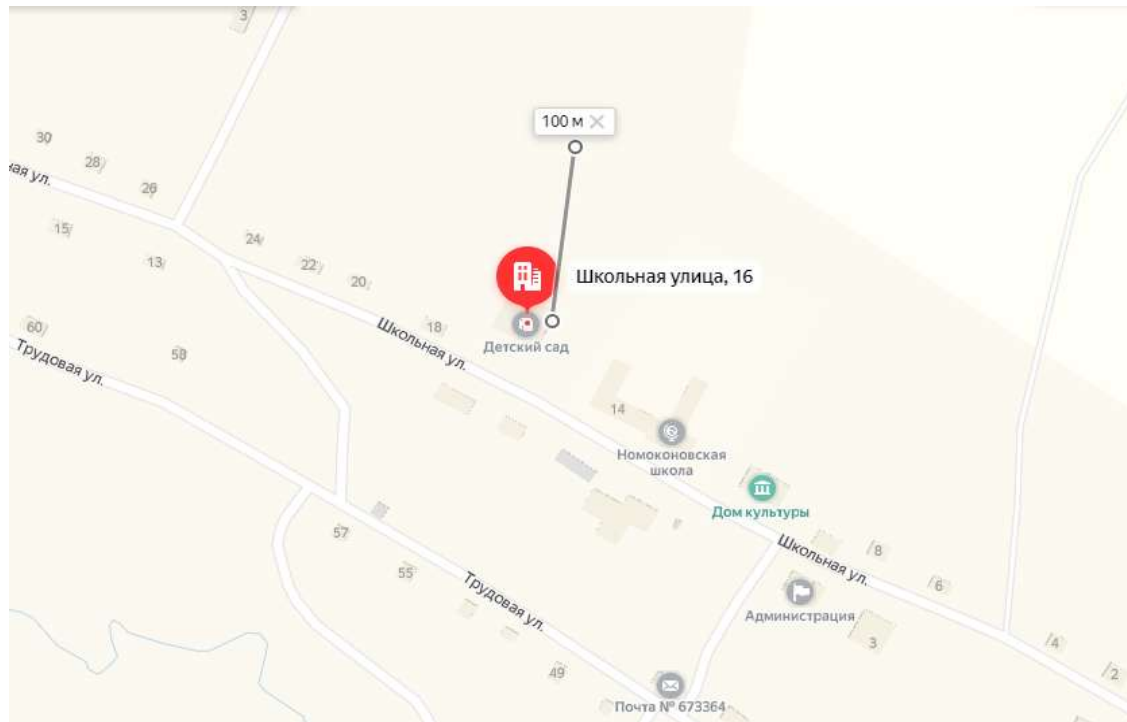 3
100 м
30
28
ная ул.
26
15
24
13
22
20
Школьная улица, 16
60
18
Школьная ул.
Детский сад
Трудовая ул.
58
14
Номоконовская
школа
Дом культуры
57
Школьная ул.
8
55
6
Трудовая ул.
Администрация
3
4
49
2
Почта № 673364